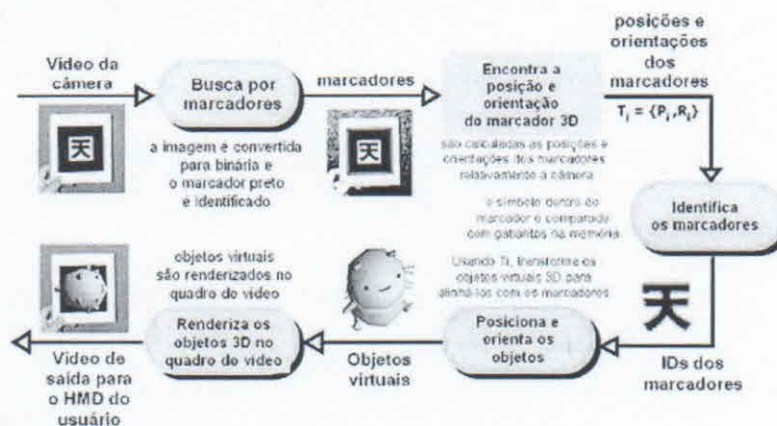 Vídeo da
câmera
Busca por
marcadores
a imagem é convertida
para binária e
o marcador preto
é identificado
marcadores
天
天
Encontra a
posição e
orientação
do marcador 3D
são calculadas as posições e
orientações dos marcadores
relativamente à câmera
posições e
orientações
dos
marcadores
Ti = {Pi,Ri}
Identifica
os marcadores
o símbolo dentro do
marcador é comparado
com gabaritos na memória
天
IDs dos
marcadores
Usando Ti, transforma os
objetos virtuais 3D para
alinhá-los com os marcadores
Posiciona e
orienta os
objetos
Objetos
virtuais
objetos virtuais
são renderizados no
quadro do vídeo
Renderiza os
objetos 3D no
quadro do vídeo
Vídeo de
saída para
o HMD do
usuário